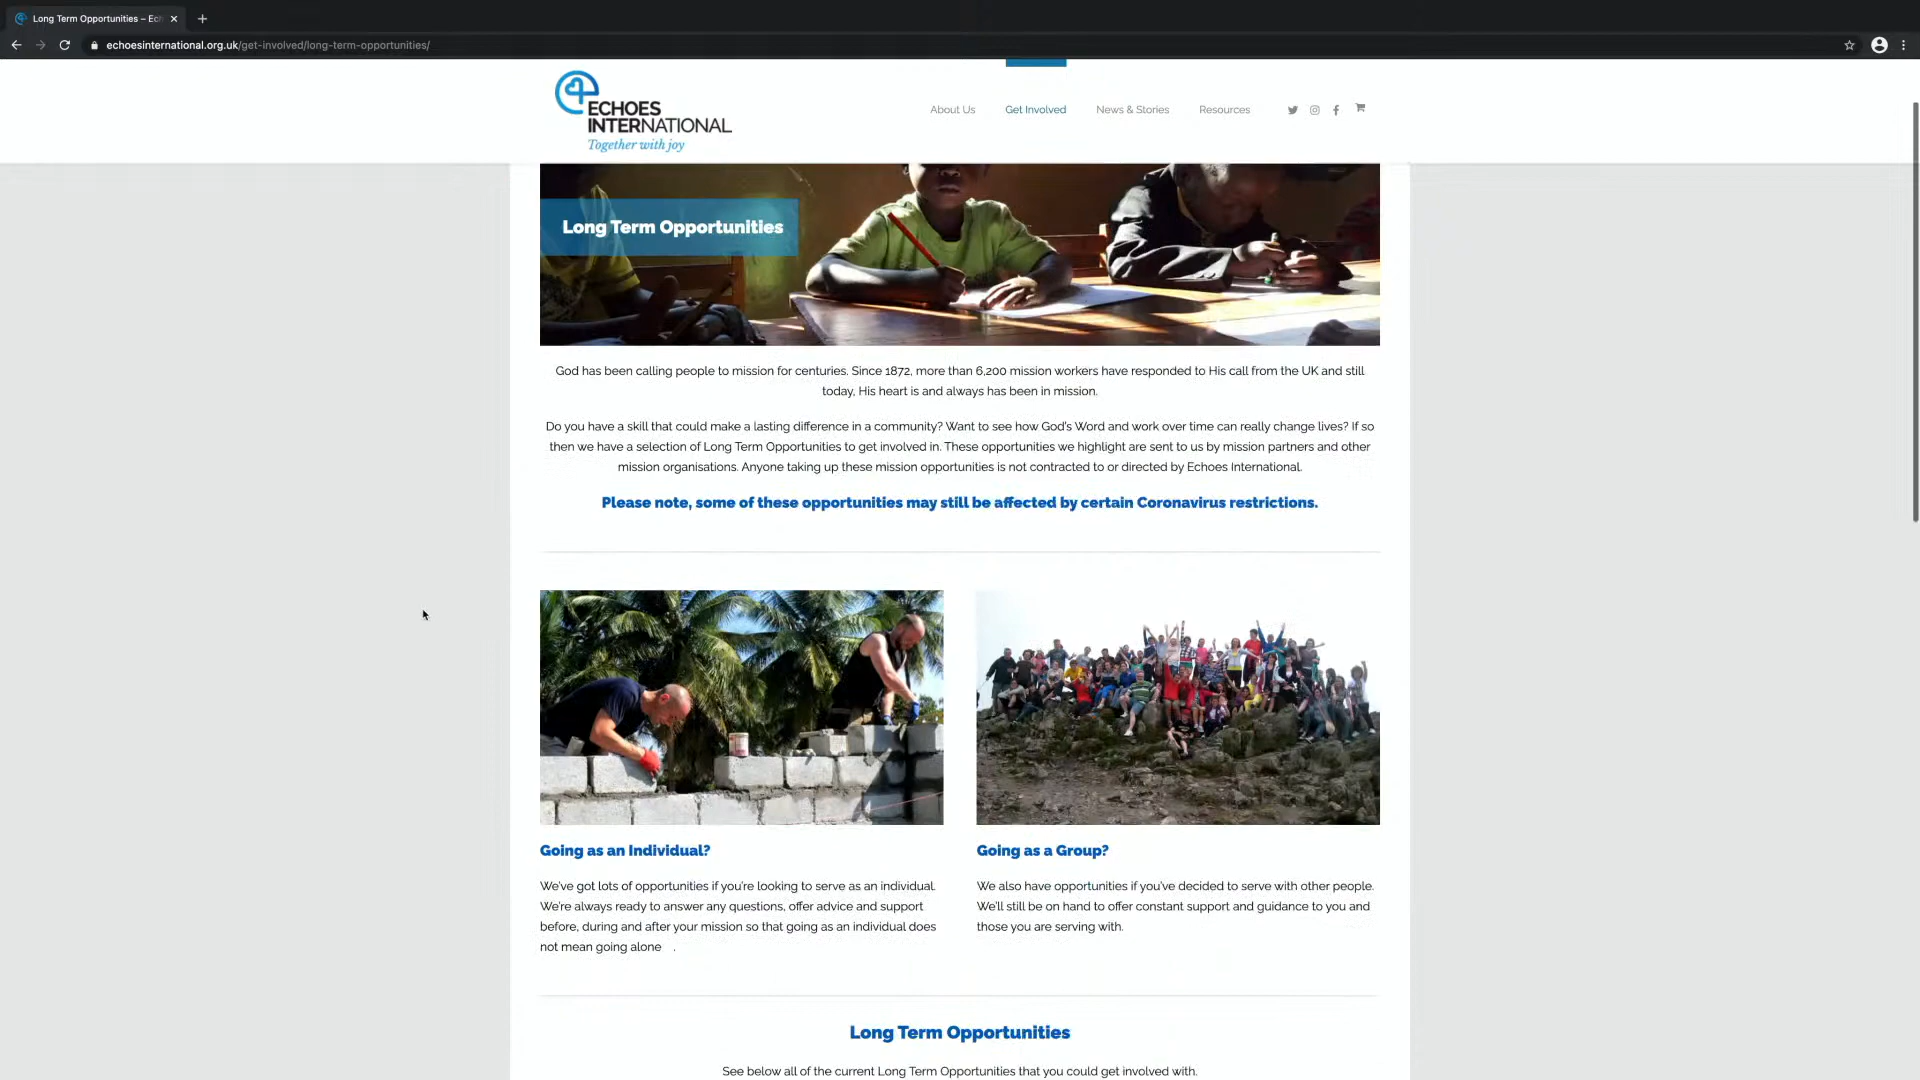 Long Term Opportunities – Ech
echoesinternational.org.uk/get-involved/long-term-opportunities/
ECHOES
INTERNATIONAL
Together with joy
About Us
Get Involved
News & Stories
Resources
Long Term Opportunities
God has been calling people to mission for centuries. Since 1872, more than 6,200 mission workers have responded to His call from the UK and still
today, His heart is and always has been in mission.
Do you have a skill that could make a lasting difference in a community? Want to see how God's Word and work over time can really change lives? If so
then we have a selection of Long Term Opportunities to get involved in. These opportunities we highlight are sent to us by mission partners and other
mission organisations. Anyone taking up these mission opportunities is not contracted to or directed by Echoes International.
Please note, some of these opportunities may still be affected by certain Coronavirus restrictions.
Going as an Individual?
We've got lots of opportunities if you're looking to serve as an individual.
We're always ready to answer any questions, offer advice and support
before, during and after your mission so that going as an individual does
not mean going alone .
Going as a Group?
We also have opportunities if you've decided to serve with other people.
We'll still be on hand to offer constant support and guidance to you and
those you are serving with.
Long Term Opportunities
See below all of the current Long Term Opportunities that you could get involved with.